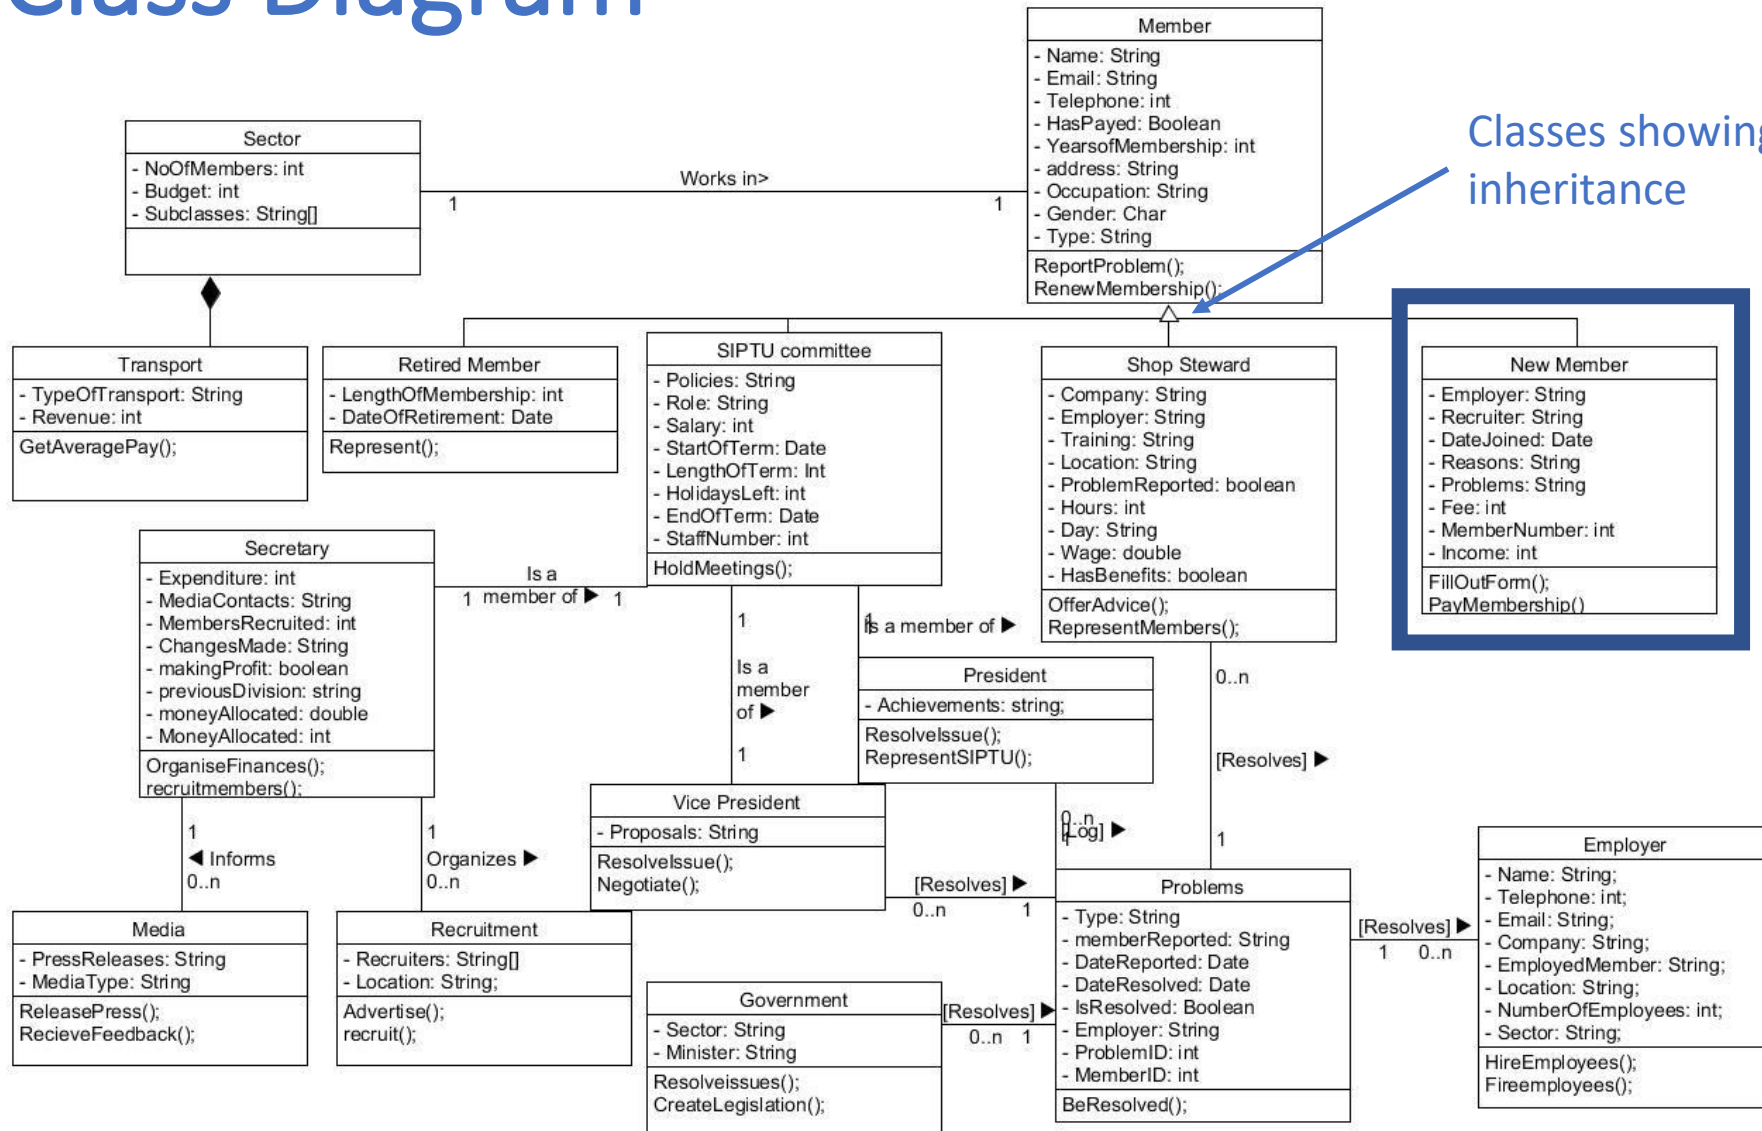 Class Diagram
Member
- Name: String
- Email: String
- Telephone: int
- HasPayed: Boolean
- YearsofMembership: int
- address: String
- Occupation: String
- Gender: Char
- Type: String
ReportProblem();
RenewMembership();
Classes showing
inheritance
Sector
- NoOfMembers: int
- Budget: int
- Subclasses: String[]
Works in>
1
1
Transport
- TypeOfTransport: String
- Revenue: int
GetAveragePay();
Retired Member
- LengthOfMembership: int
- DateOfRetirement: Date
Represent();
SIPTU committee
- Policies: String
- Role: String
- Salary: int
- StartOfTerm: Date
- LengthOfTerm: Int
- HolidaysLeft: int
- EndOfTerm: Date
- StaffNumber: int
HoldMeetings();
Shop Steward
- Company: String
- Employer: String
- Training: String
- Location: String
- ProblemReported: boolean
- Hours: int
- Day: String
- Wage: double
- HasBenefits: boolean
OfferAdvice();
RepresentMembers();
New Member
- Employer: String
- Recruiter: String
- DateJoined: Date
- Reasons: String
- Problems: String
- Fee: int
- MemberNumber: int
- Income: int
FillOutForm();
PayMembership()
Secretary
- Expenditure: int
- MediaContacts: String
- MembersRecruited: int
- ChangesMade: String
- makingProfit: boolean
- previousDivision: string
- moneyAllocated: double
- MoneyAllocated: int
OrganiseFinances();
recruitmembers();
Is a
1 member of ▶ 1
1
Is a
member
of ▶
1
Is a member of ▶
President
- Achievements: string;
ResolveIssue();
RepresentSIPTU();
0..n
[Resolves] ▶
1
Vice President
- Proposals: String
ResolveIssue();
Negotiate();
0..n
[Log] ▶
1
1
◀ Informs
0..n
1
Organizes ▶
0..n
[Resolves] ▶
0..n 1
Media
- PressReleases: String
- MediaType: String
ReleasePress();
RecieveFeedback();
Recruitment
- Recruiters: String[]
- Location: String;
Advertise();
recruit();
Government
- Sector: String
- Minister: String
Resolveissues();
CreateLegislation();
[Resolves] ▶
0..n 1
Problems
- Type: String
- memberReported: String
- DateReported: Date
- DateResolved: Date
- IsResolved: Boolean
- Employer: String
- ProblemID: int
- MemberID: int
BeResolved();
[Resolves] ▶
1 0..n
Employer
- Name: String;
- Telephone: int;
- Email: String;
- Company: String;
- EmployedMember: String;
- Location: String;
- NumberOfEmployees: int;
- Sector: String;
HireEmployees();
Fireemployees();